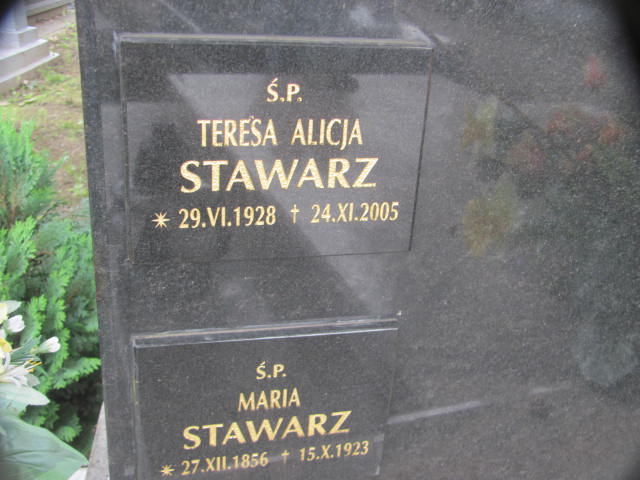 Ś.P.
TERESA ALICJA
STAWARZ
* 29.VI.1928 † 24.XI.2005
Ś.P.
MARIA
STAWARZ
* 27.XII.1856 † 15.X.1923